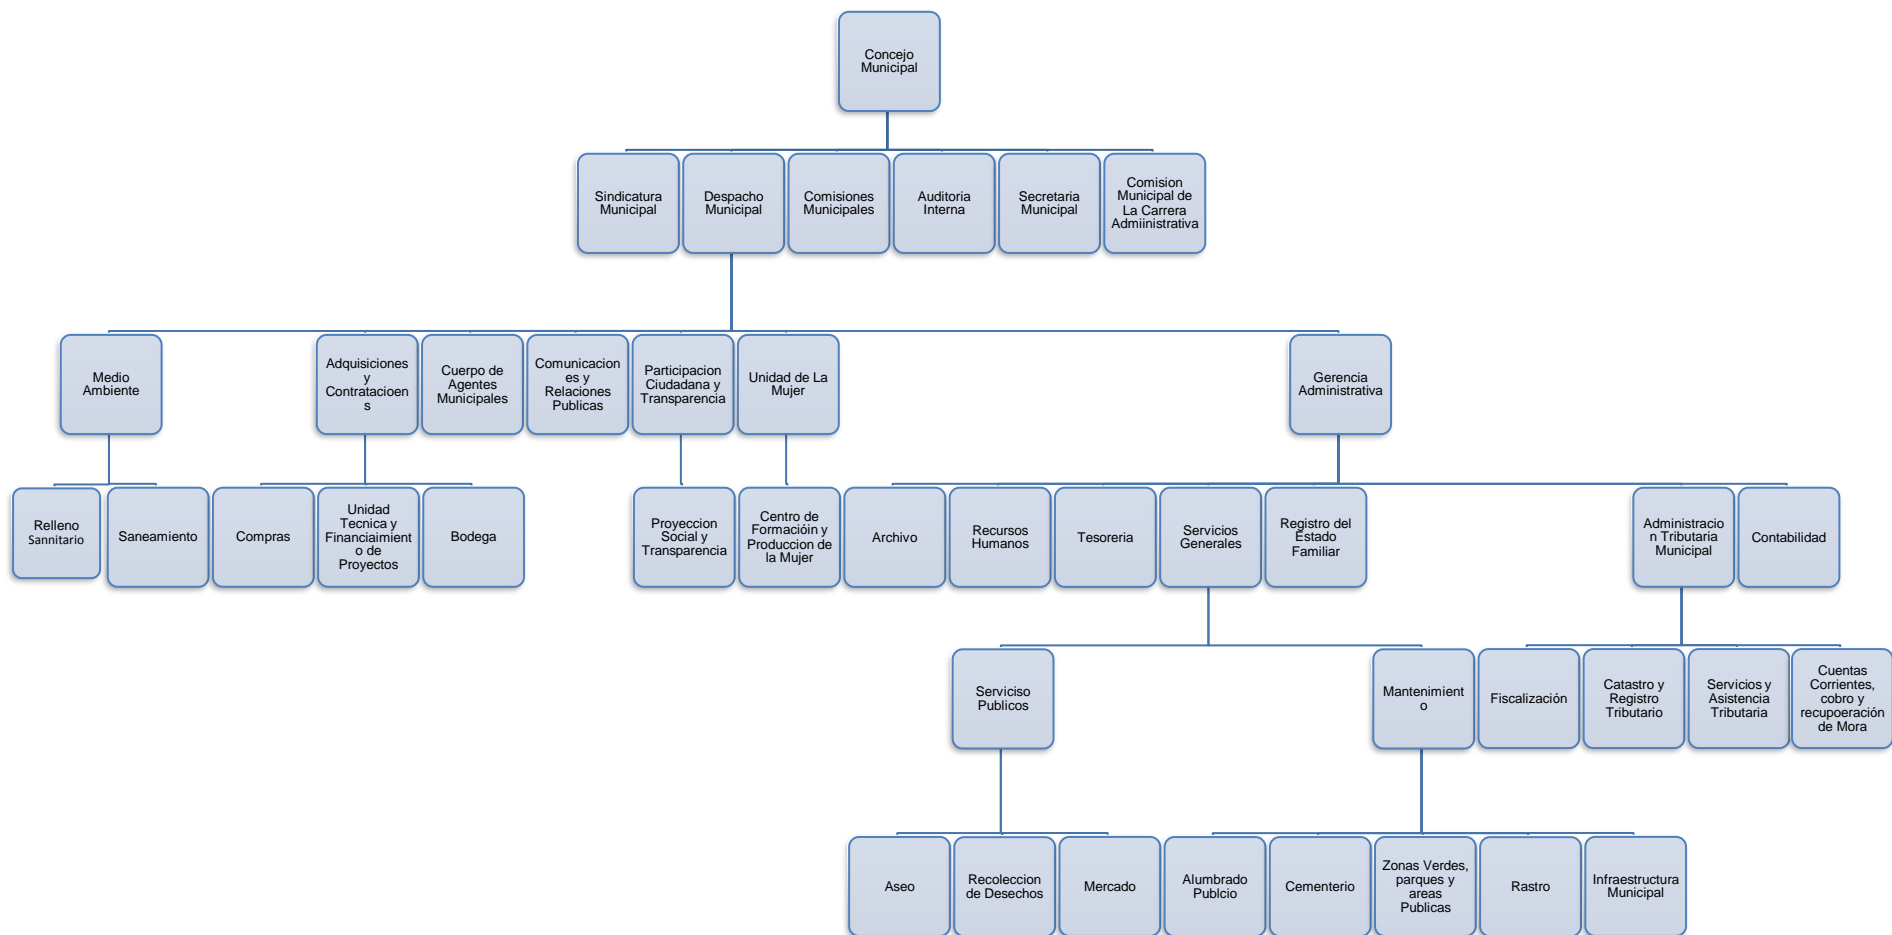 Concejo
Municipal
Sindicatura
Municipal
Despacho
Municipal
Comisiones
Municipales
Auditoria
Interna
Secretaria
Municipal
Comision
Municipal de
La Carrera
Admiinistrativa
Medio
Ambiente
Adquisiciones
y
Contratacioen
s
Cuerpo de
Agentes
Municipales
Comunicacion
es y
Relaciones
Publicas
Participacion
Ciudadana y
Transparencia
Unidad de La
Mujer
Gerencia
Administrativa
Relleno
Sannitario
Saneamiento
Compras
Unidad
Tecnica y
Financiaimient
o de
Proyectos
Bodega
Proyeccion
Social y
Transparencia
Centro de
Formacióin y
Produccion de
la Mujer
Archivo
Recursos
Humanos
Tesoreria
Servicios
Generales
Registro del
Estado
Familiar
Administracio
n Tributaria
Municipal
Contabilidad
Serviciso
Publicos
Mantenimient
o
Fiscalización
Catastro y
Registro
Tributario
Servicios y
Asistencia
Tributaria
Cuentas
Corrientes,
cobro y
recupoeración
de Mora
Aseo
Recoleccion
de Desechos
Mercado
Alumbrado
Publcio
Cementerio
Zonas Verdes,
parques y
areas
Publicas
Rastro
Infraestructura
Municipal